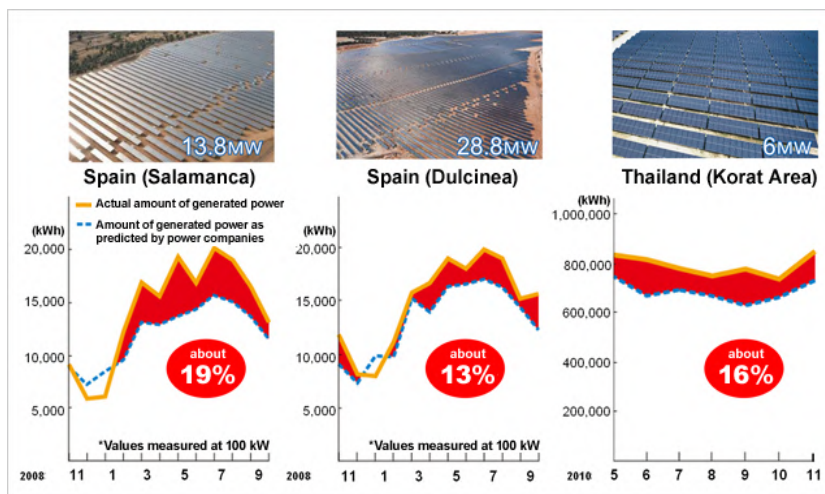 13.8MW
28.8MW
6MW
Spain (Salamanca)
Spain (Dulcinea)
Thailand (Korat Area)
(kWh)
Actual amount of generated power
Amount of generated power as
predicted by power companies
20,000
15,000
10,000
5,000
about
19%
*Values measured at 100 kW
2008
11
1
3
5
7
9
(kWh)
20,000
15,000
10,000
5,000
about
13%
*Values measured at 100 kW
2008
11
1
3
5
7
9
(kWh)
1,000,000
800,000
600,000
400,000
200,000
about
16%
2010
5
6
7
8
9
10
11